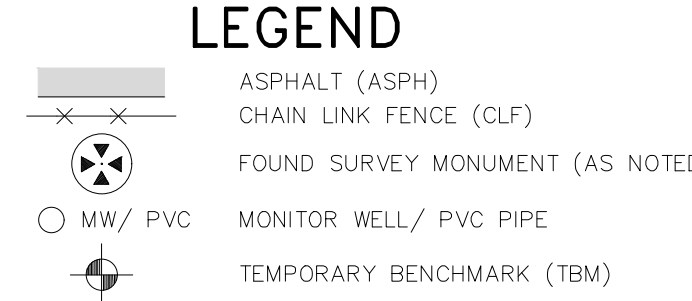 LEGEND
ASPHALT (ASPH)
CHAIN LINK FENCE (CLF)
FOUND SURVEY MONUMENT (AS NOTED
MW/ PVC MONITOR WELL/ PVC PIPE
TEMPORARY BENCHMARK (TBM)